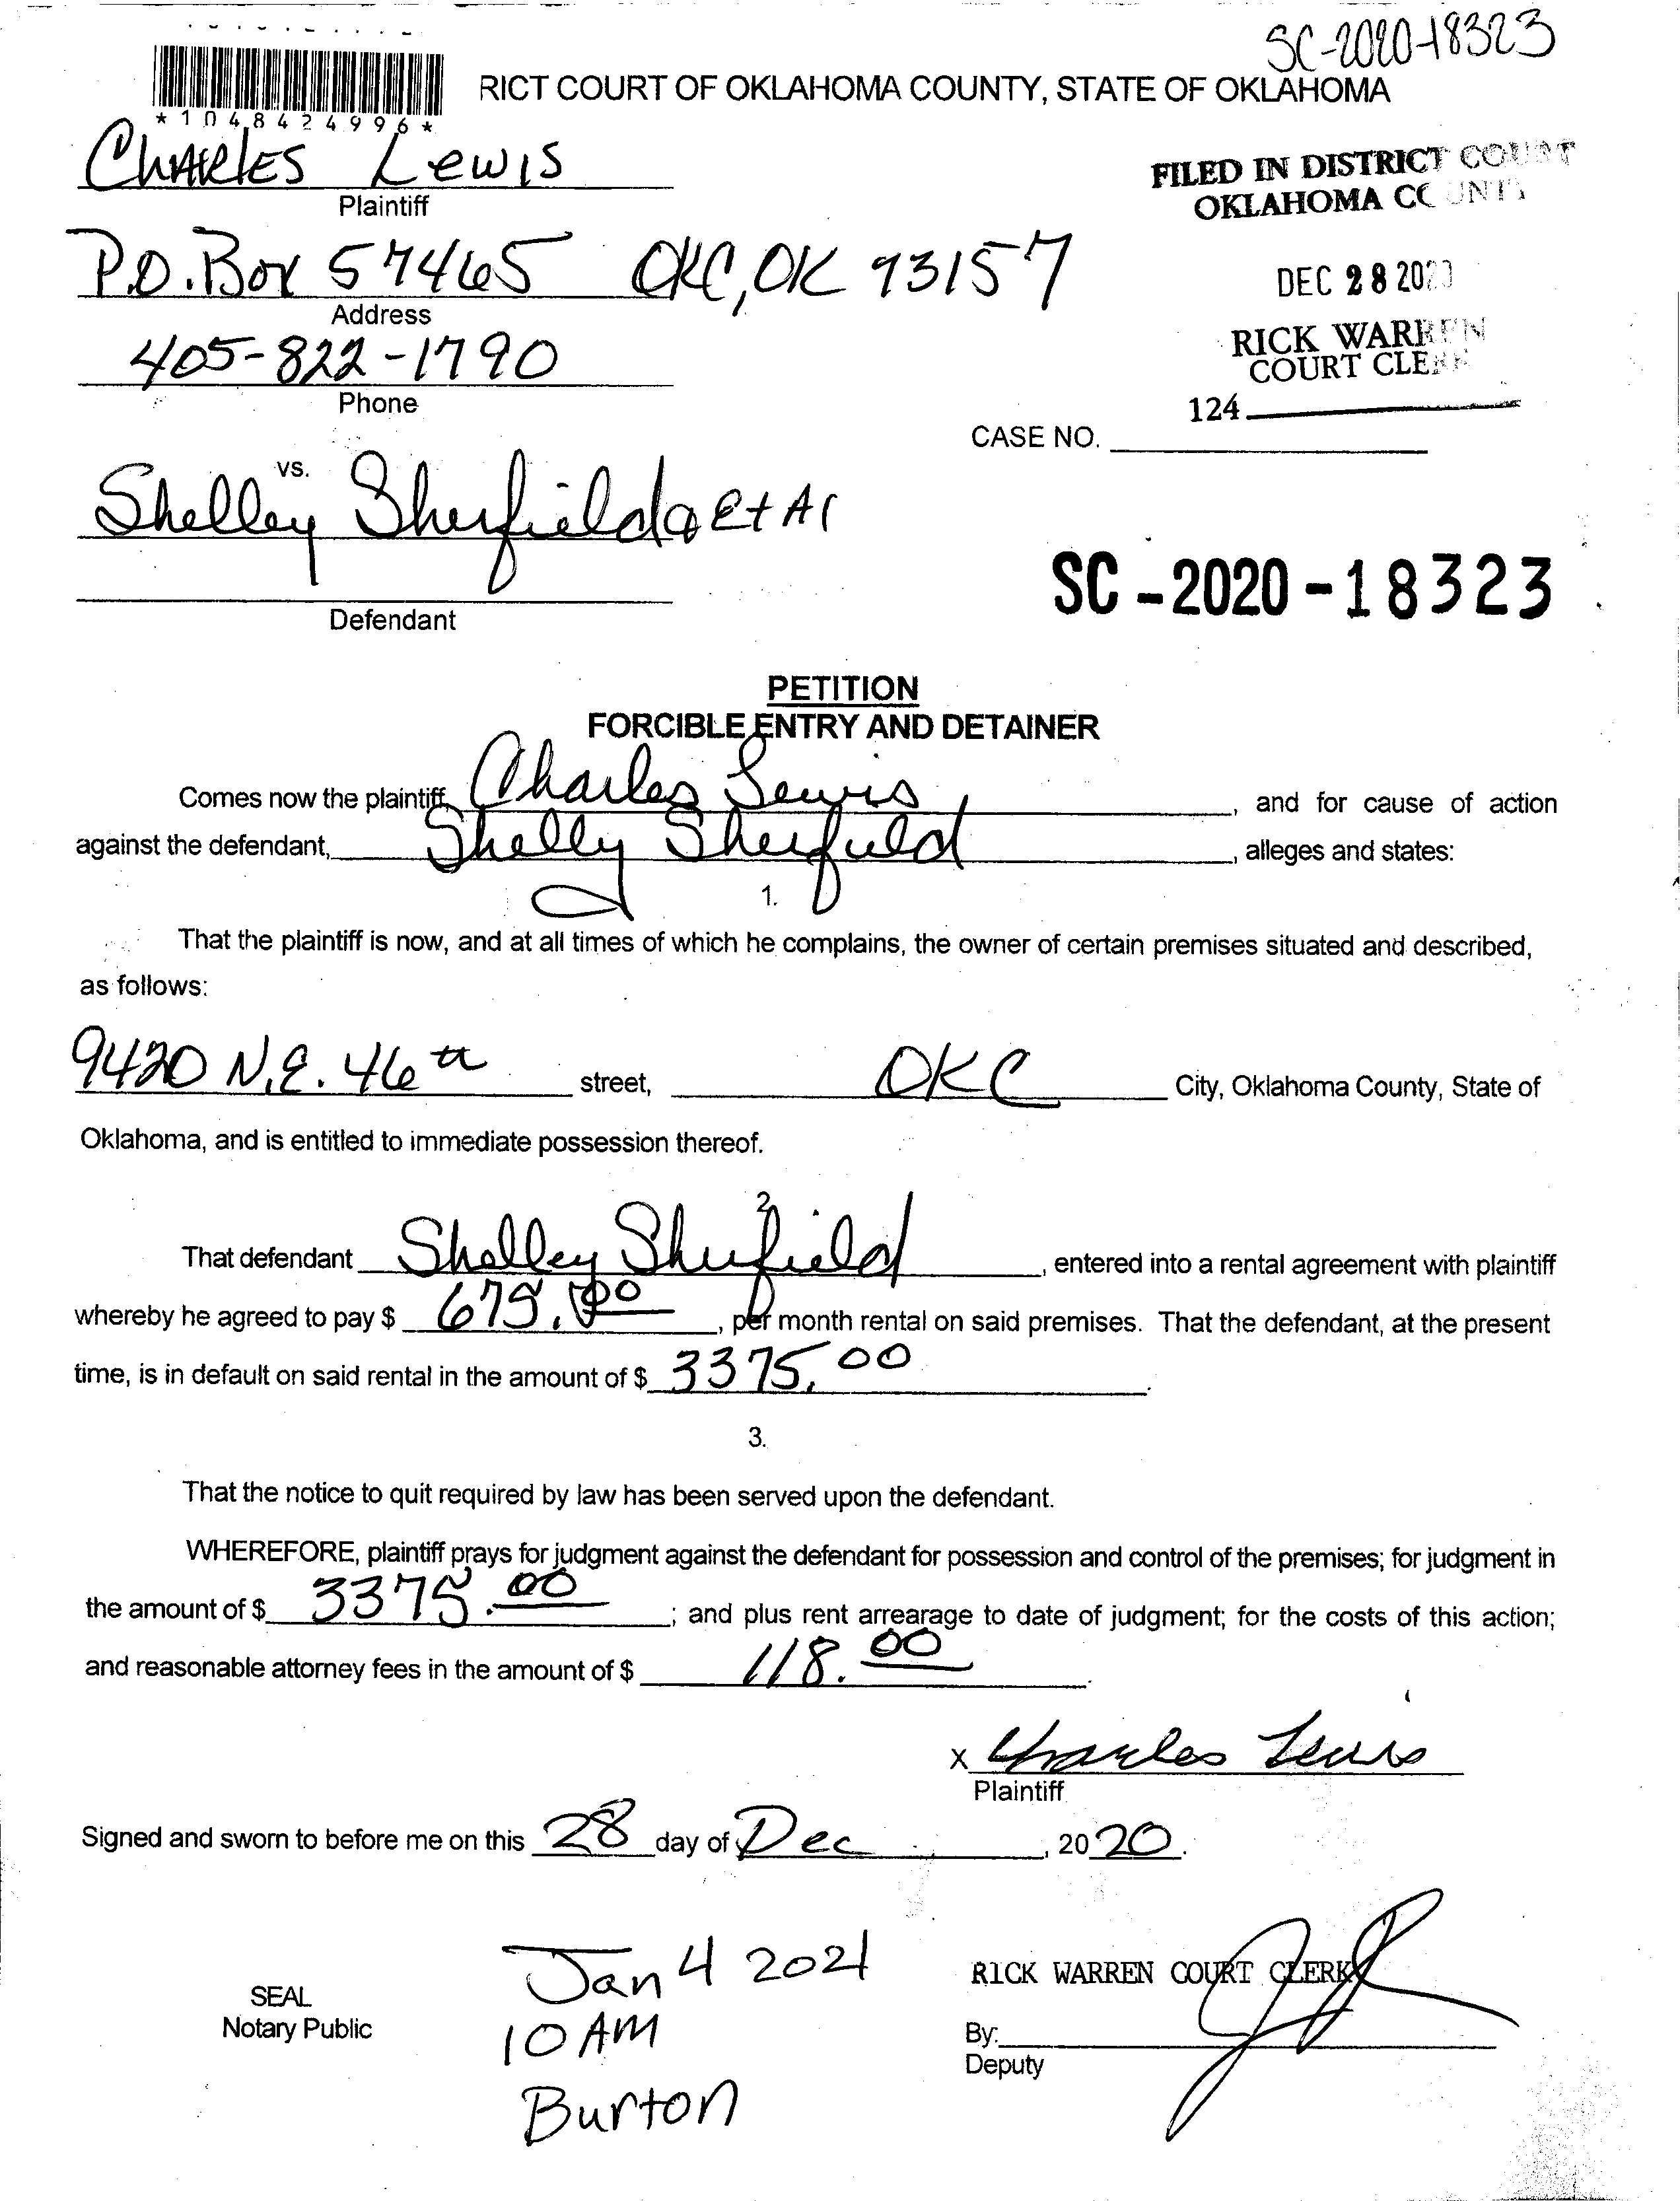 SC-2020-18323
RICT COURT OF OKLAHOMA COUNTY, STATE OF OKLAHOMA
*1048424996*
CHARLES LEWIS
Plaintiff
FILED IN DISTRICT COURT
OKLAHOMA COUNTY
P.O. Box 57465 OKC, OK 73157
Address
DEC 28 2020
405-822-1790
Phone
RICK WARREN
COURT CLERK
124
CASE NO.
vs.
Shelley Sherfield Et Al
Defendant
SC-2020-18323
PETITION
FORCIBLE ENTRY AND DETAINER
Comes now the plaintiff, Charles Lewis, and for cause of action
against the defendant, Shelly Sherfield, alleges and states:
1.
That the plaintiff is now, and at all times of which he complains, the owner of certain premises situated and described,
as follows:
9420 N.E. 46th street, OKC City, Oklahoma County, State of
Oklahoma, and is entitled to immediate possession thereof.
2.
That defendant Shelley Sherfield, entered into a rental agreement with plaintiff
whereby he agreed to pay $ 675.00, per month rental on said premises. That the defendant, at the present
time, is in default on said rental in the amount of $ 3375.00.
3.
That the notice to quit required by law has been served upon the defendant.
WHEREFORE, plaintiff prays for judgment against the defendant for possession and control of the premises; for judgment in
the amount of $ 3375.00; and plus rent arrearage to date of judgment; for the costs of this action;
and reasonable attorney fees in the amount of $ 118.00.
x Charles Lewis
Plaintiff
Signed and sworn to before me on this 28 day of Dec, 2020.
Jan 4 2021
10 AM
Burton
SEAL
Notary Public
RICK WARREN COURT CLERK
By:
Deputy